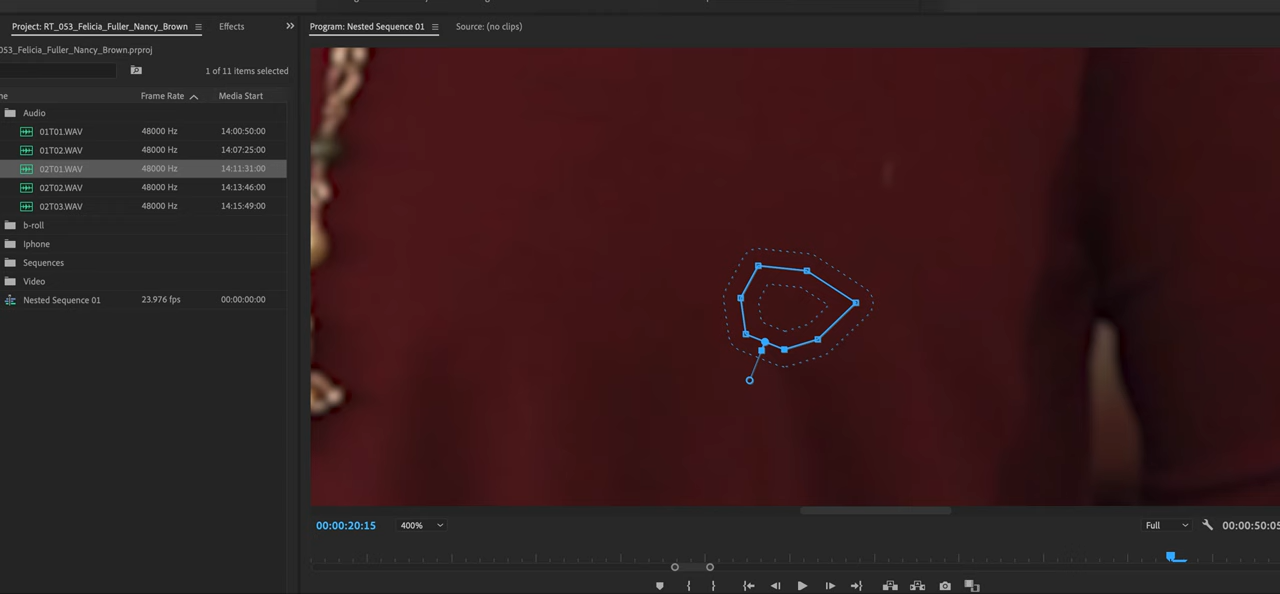 Project: RT_053_Felicia_Fuller_Nancy_Brown Effects
Program: Nested Sequence 01 Source: (no clips)
053_Felicia_Fuller_Nancy_Brown.prproj
1 of 11 items selected
me Frame Rate Media Start
Audio
01T01.WAV 48000 Hz 14:00:50:00
01T02.WAV 48000 Hz 14:07:25:00
02T01.WAV 48000 Hz 14:11:31:00
02T02.WAV 48000 Hz 14:13:46:00
02T03.WAV 48000 Hz 14:15:49:00
b-roll
Iphone
Sequences
Video
Nested Sequence 01 23.976 fps 00:00:00:00
00:00:20:15 400% Full 00:00:50:05